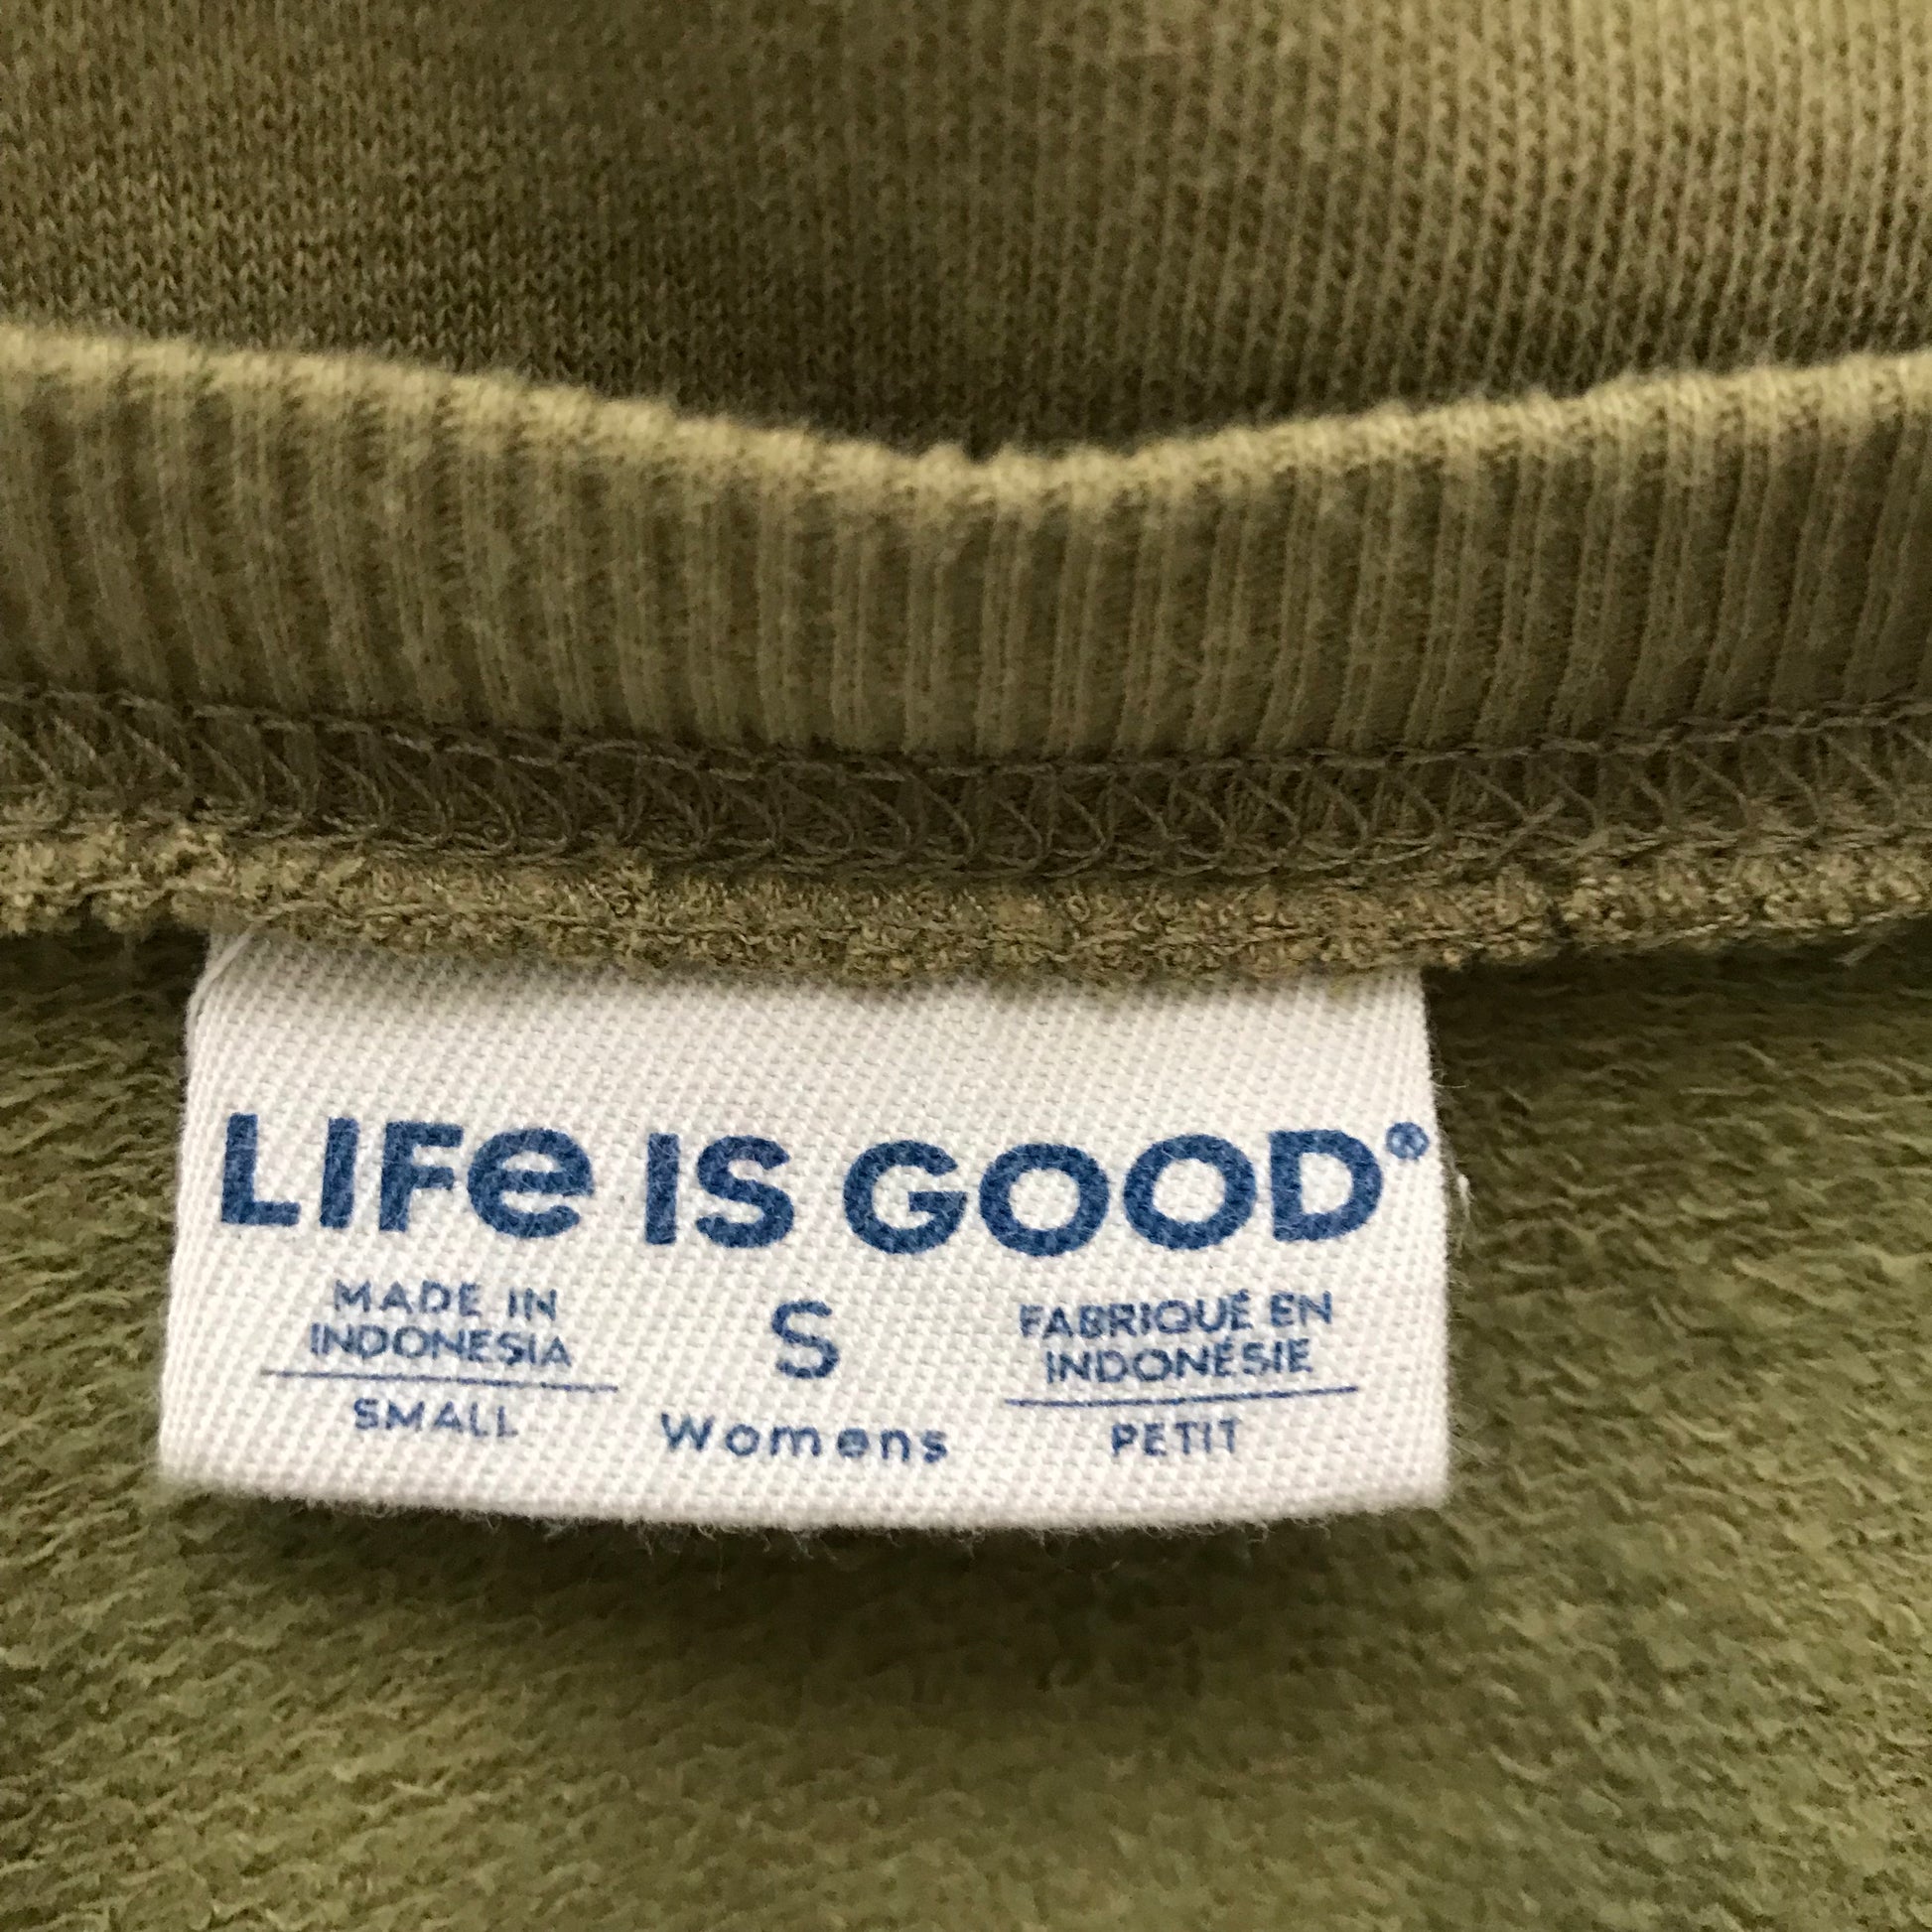 LIFe IS GOOD®
MADE IN
INDONESIA
SMALL
S
Womens
FABRIQUÉ EN
INDONÉSIE
PETIT